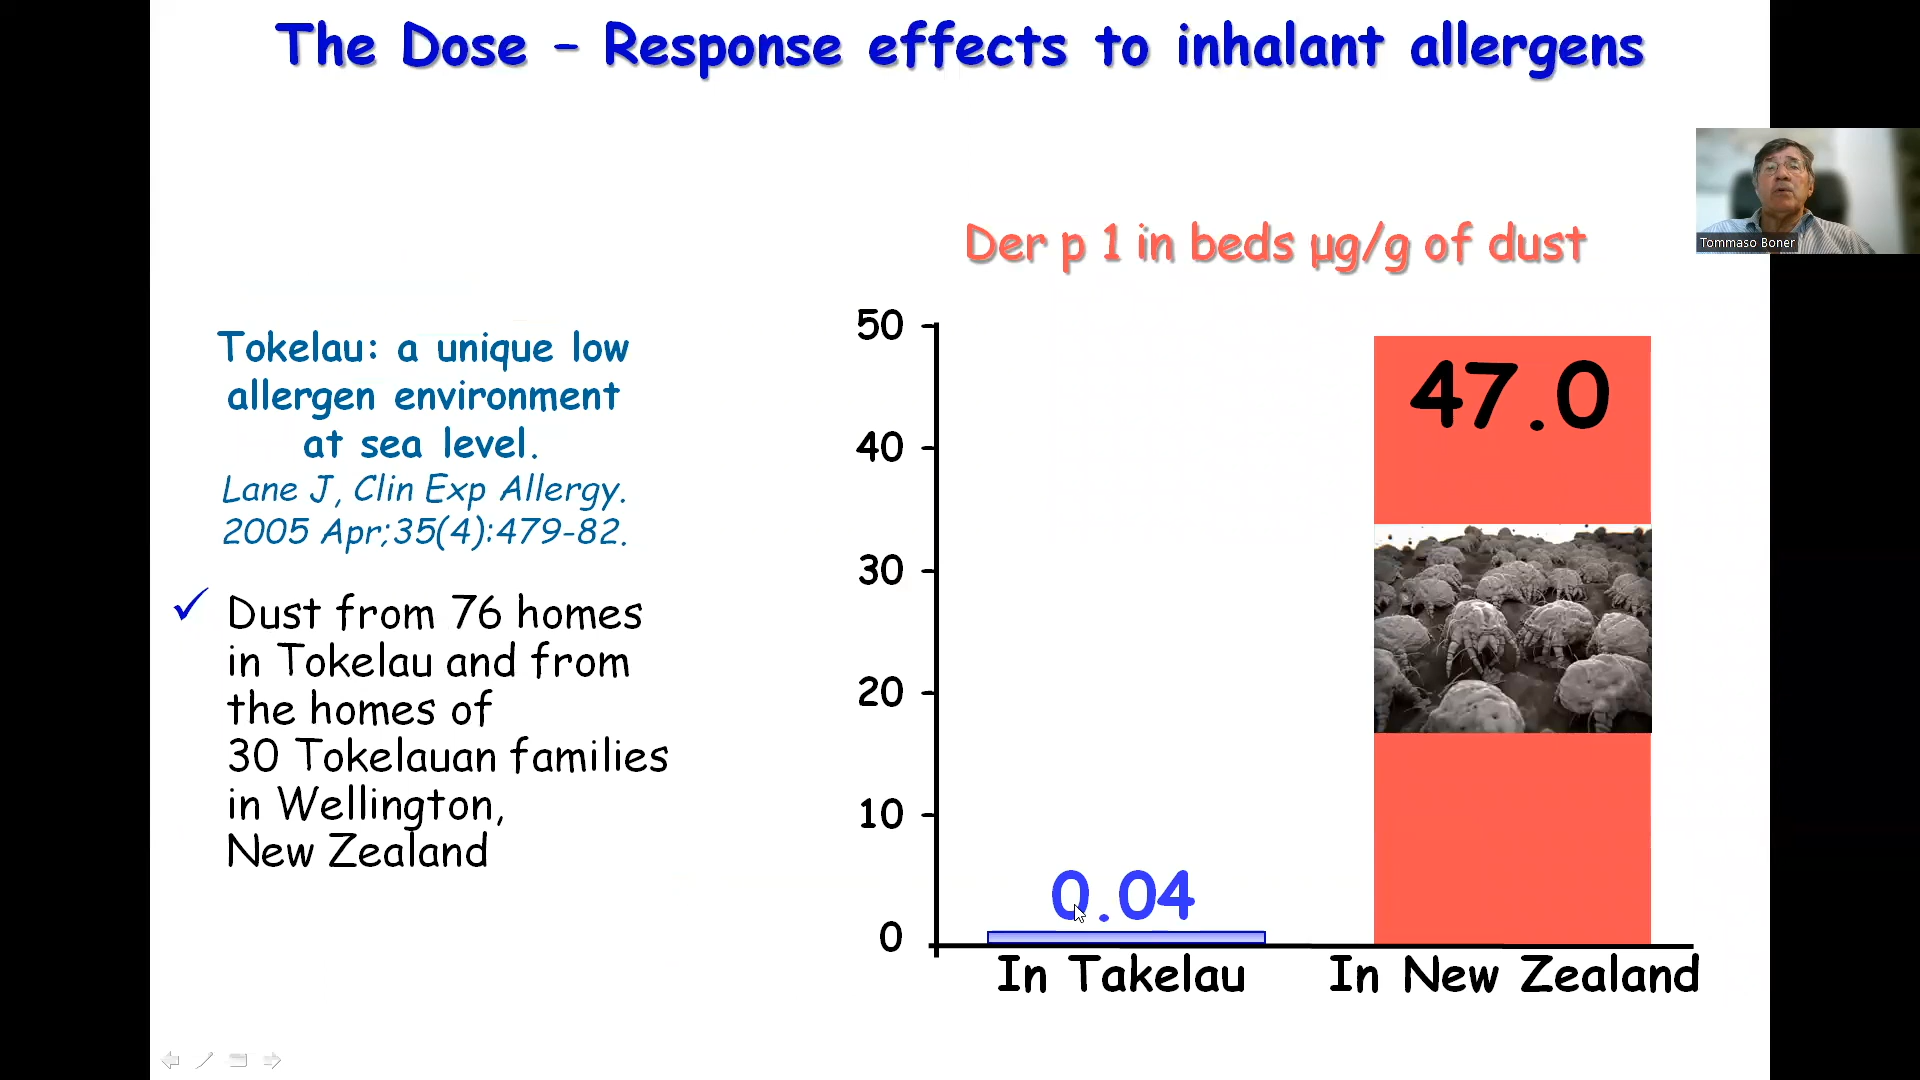 The Dose – Response effects to inhalant allergens
Tommaso Boner
Der p 1 in beds µg/g of dust
Tokelau: a unique low
allergen environment
at sea level.
Lane J, Clin Exp Allergy.
2005 Apr;35(4):479-82.
✓ Dust from 76 homes
in Tokelau and from
the homes of
30 Tokelauan families
in Wellington,
New Zealand
50
40
30
20
10
0
47.0
0.04
In Takelau
In New Zealand